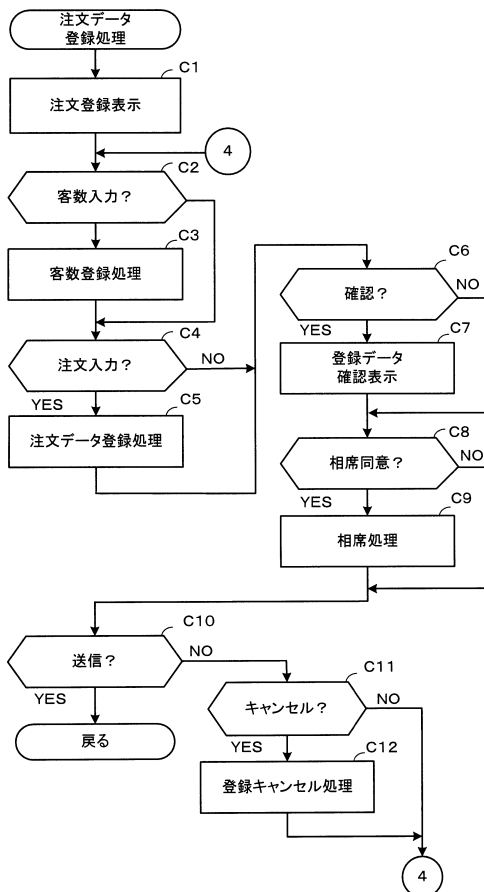 注文データ
登録処理
C1
注文登録表示
4
C2
客数入力？
C3
客数登録処理
C4
注文入力？
NO
YES
C5
注文データ登録処理
C6
確認？
NO
YES
C7
登録データ
確認表示
C8
相席同意？
NO
YES
C9
相席処理
C10
送信？
NO
YES
戻る
C11
キャンセル？
NO
YES
C12
登録キャンセル処理
4